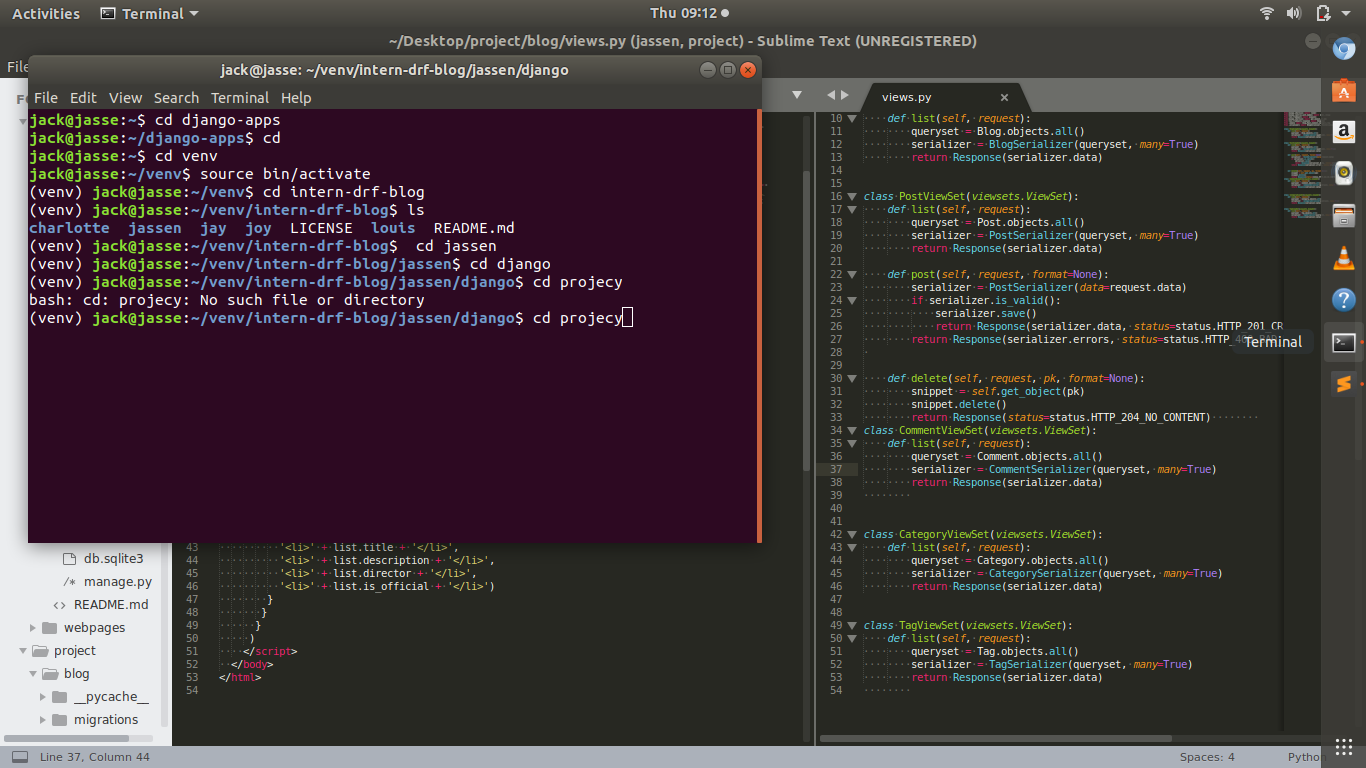 Activities Terminal Thu 09:12
~/Desktop/project/blog/views.py (jassen, project) - Sublime Text (UNREGISTERED)
jack@jasse: ~/venv/intern-drf-blog/jassen/django
File Edit View Search Terminal Help
jack@jasse:~$ cd django-apps
jack@jasse:~/django-apps$ cd
jack@jasse:~$ cd venv
jack@jasse:~/venv$ source bin/activate
(venv) jack@jasse:~/venv$ cd intern-drf-blog
(venv) jack@jasse:~/venv/intern-drf-blog$ ls
charlotte jassen jay joy LICENSE louis README.md
(venv) jack@jasse:~/venv/intern-drf-blog$  cd jassen
(venv) jack@jasse:~/venv/intern-drf-blog/jassen$ cd django
(venv) jack@jasse:~/venv/intern-drf-blog/jassen/django$ cd projecy
bash: cd: projecy: No such file or directory
(venv) jack@jasse:~/venv/intern-drf-blog/jassen/django$ cd projecy
db.sqlite3
/* manage.py
<> README.md
webpages
project
blog
__pycache__
migrations
43 '<li>' + list.title + '</li>',
44 '<li>' + list.description + '</li>',
45 '<li>' + list.director + '</li>',
46 '<li>' + list.is_official + '</li>')
47 }
48 }
49 }
50 )
51 </script>
52 </body>
53 </html>
54
views.py ×
10 def list(self, request):
11 queryset = Blog.objects.all()
12 serializer = BlogSerializer(queryset, many=True)
13 return Response(serializer.data)
14
15
16 class PostViewSet(viewsets.ViewSet):
17 def list(self, request):
18 queryset = Post.objects.all()
19 serializer = PostSerializer(queryset, many=True)
20 return Response(serializer.data)
21
22 def post(self, request, format=None):
23 serializer = PostSerializer(data=request.data)
24 if serializer.is_valid():
25 serializer.save()
26 return Response(serializer.data, status=status.HTTP_201_CR
27 return Response(serializer.errors, status=status.HTTP_400_BAD
28
29
30 def delete(self, request, pk, format=None):
31 snippet = self.get_object(pk)
32 snippet.delete()
33 return Response(status=status.HTTP_204_NO_CONTENT)
34 class CommentViewSet(viewsets.ViewSet):
35 def list(self, request):
36 queryset = Comment.objects.all()
37 serializer = CommentSerializer(queryset, many=True)
38 return Response(serializer.data)
39
40
41
42 class CategoryViewSet(viewsets.ViewSet):
43 def list(self, request):
44 queryset = Category.objects.all()
45 serializer = CategorySerializer(queryset, many=True)
46 return Response(serializer.data)
47
48
49 class TagViewSet(viewsets.ViewSet):
50 def list(self, request):
51 queryset = Tag.objects.all()
52 serializer = TagSerializer(queryset, many=True)
53 return Response(serializer.data)
54
Terminal
Line 37, Column 44 Spaces: 4 Python